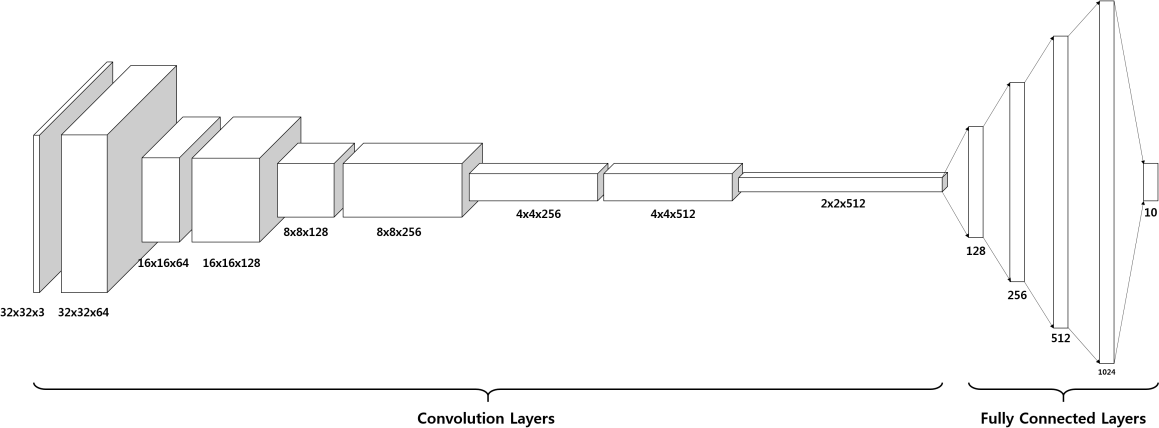 32x32x3
32x32x64
16x16x64
16x16x128
8x8x128
8x8x256
4x4x256
4x4x512
2x2x512
128
256
512
1024
10
Convolution Layers
Fully Connected Layers